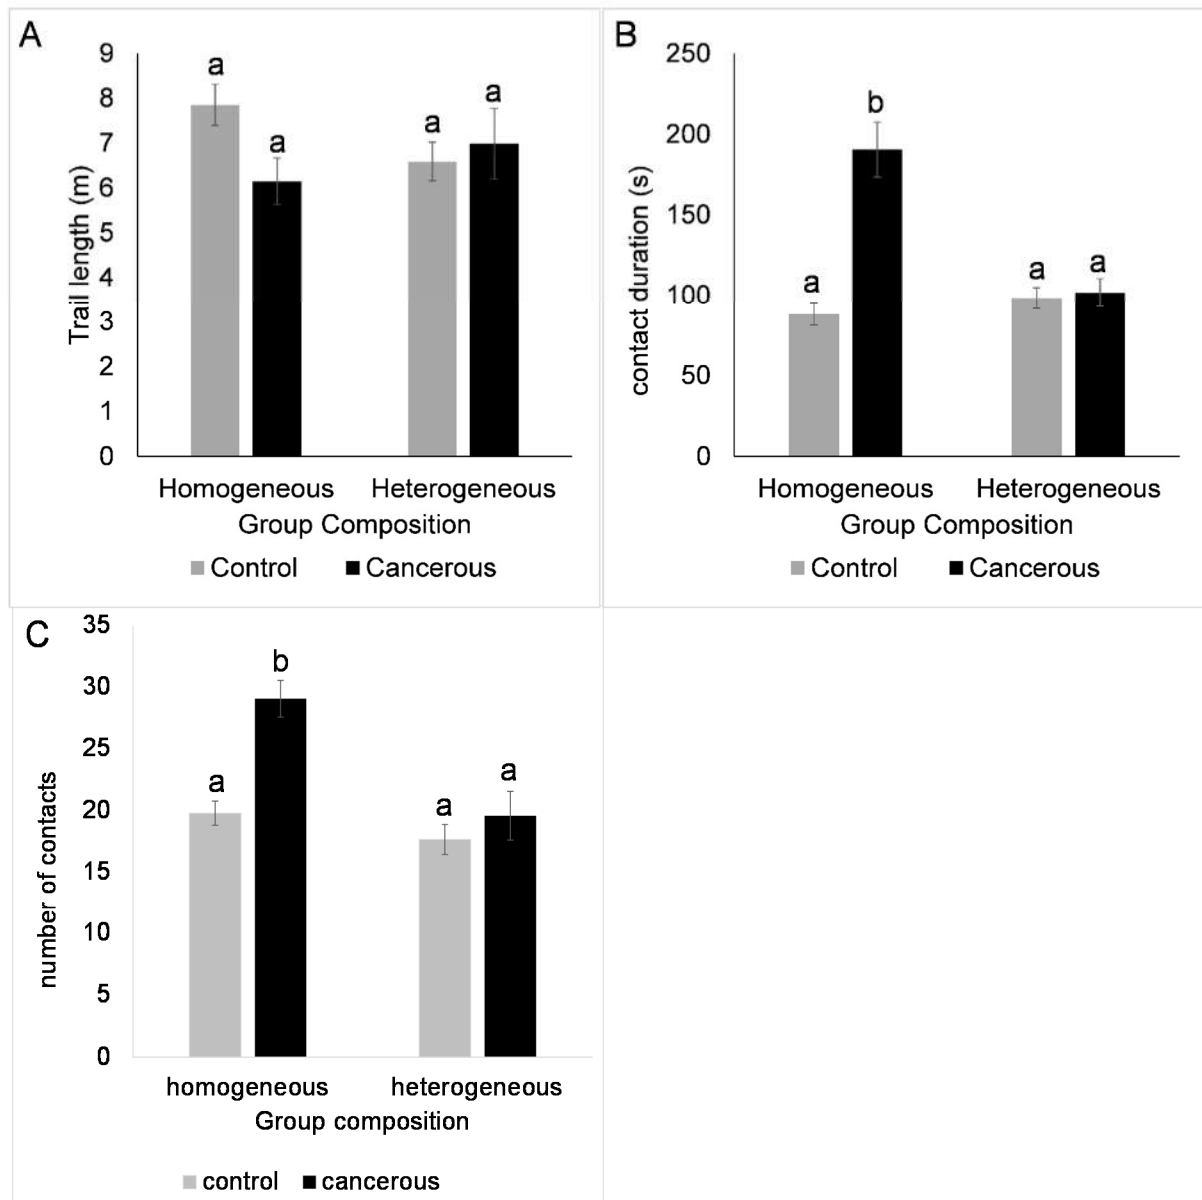 A
9
8
7
6
5
4
3
2
1
0
Trail length (m)
a
a
a
a
Homogeneous Heterogeneous
Group Composition
Control Cancerous
B
250
200
150
100
50
0
contact duration (s)
a
b
a
a
Homogeneous Heterogeneous
Group Composition
Control Cancerous
C
35
30
25
20
15
10
5
0
number of contacts
a
b
a
a
homogeneous heterogeneous
Group composition
control cancerous